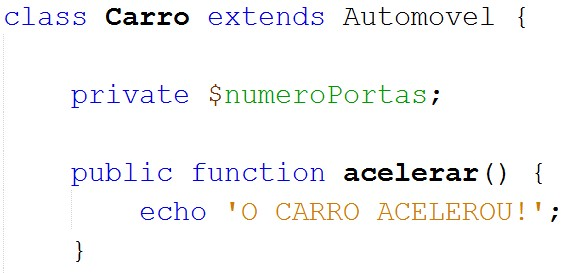 class Carro extends Automovel {
private $numeroPortas;
public function acelerar() {
echo 'O CARRO ACELEROU!';
}